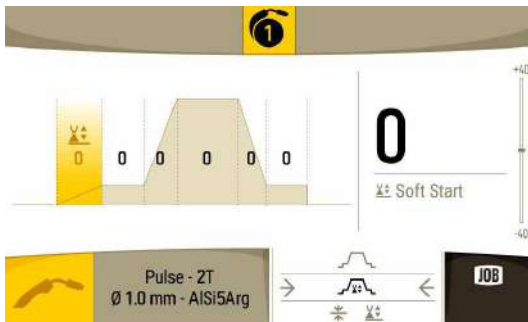 1
+40
0 0 0 0 0 0
0
Soft Start
-40
Pulse - 2T
Ø 1.0 mm - AlSi5Arg
JOB